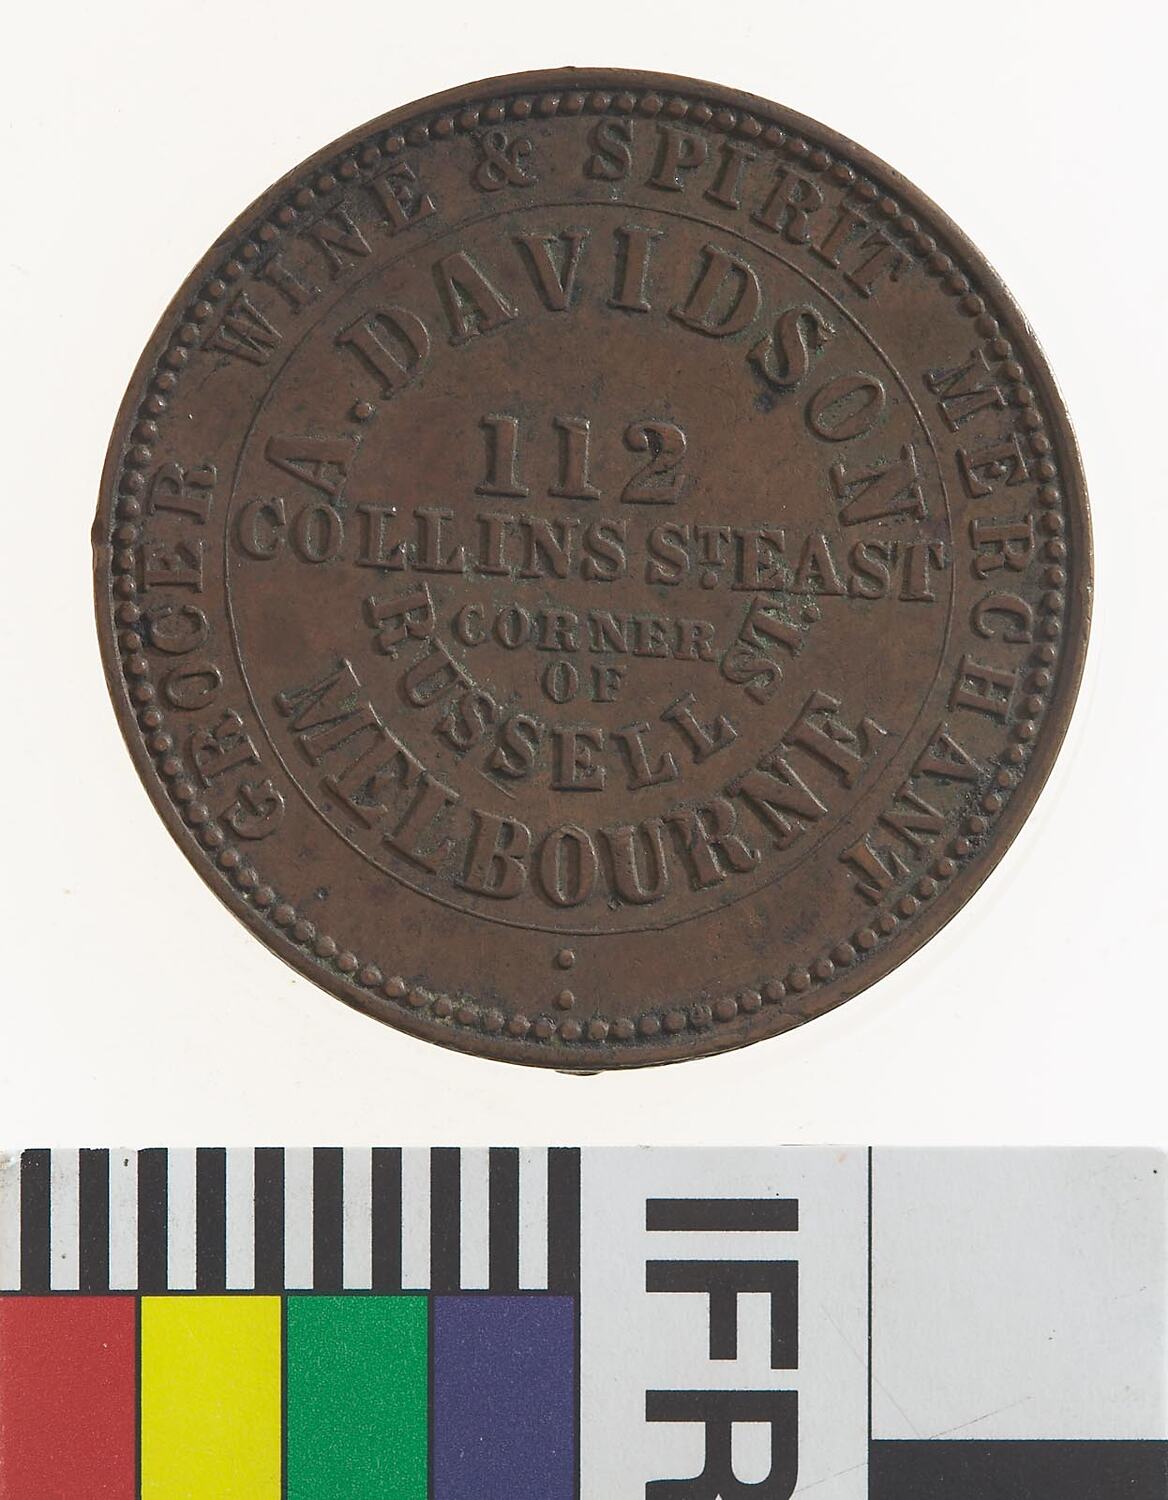 GROCER WINE & SPIRIT MERCHANT
A. DAVIDSON
112
COLLINS ST. EAST
CORNER
OF
RUSSELL ST.
MELBOURNE
:
IFR